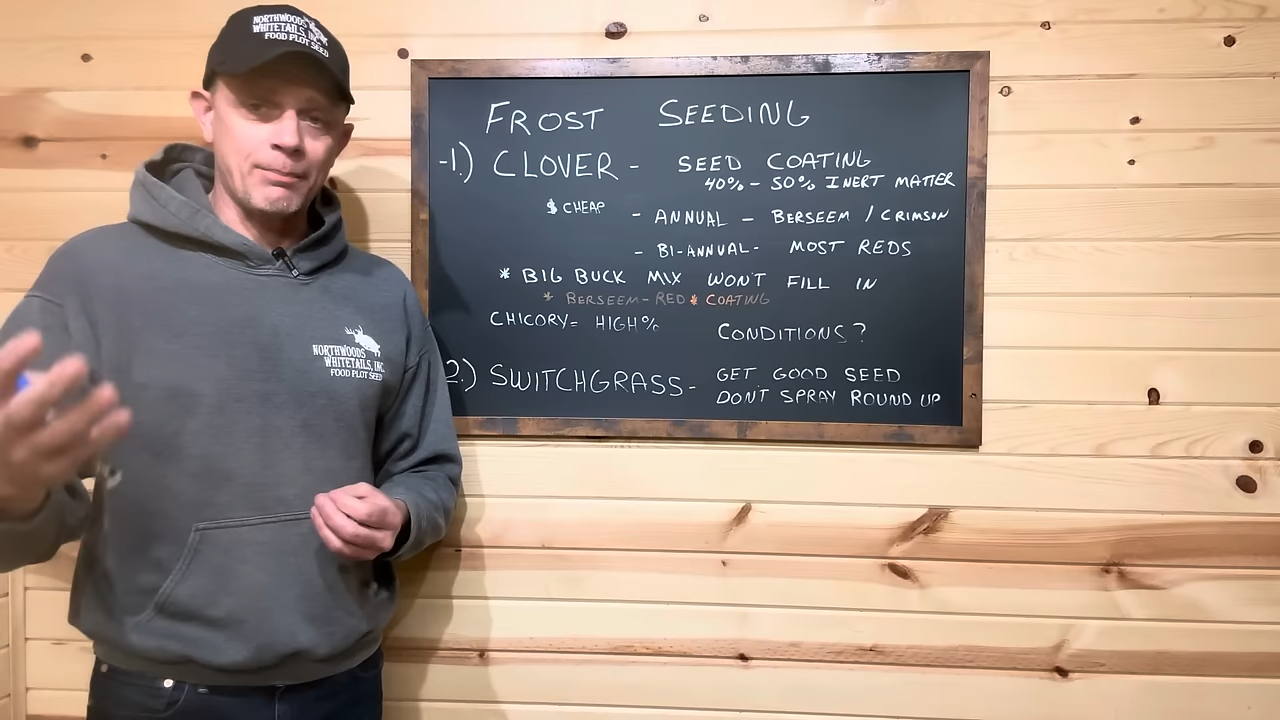 NORTHWOODS
WHITETAILS, INC.
FOOD PLOT SEED
FROST SEEDING
-1.) CLOVER - SEED COATING
40% - 50% INERT MATTER
$ CHEAP
- ANNUAL - BERSEEM / CRIMSON
- BI-ANNUAL - MOST REDS
* BIG BUCK MIX WON'T FILL IN
* BERSEEM - RED * COATING
CHICORY = HIGH %
CONDITIONS?
2.) SWITCHGRASS - GET GOOD SEED
DON'T SPRAY ROUND UP
NORTHWOODS
WHITETAILS, INC.
FOOD PLOT SEED